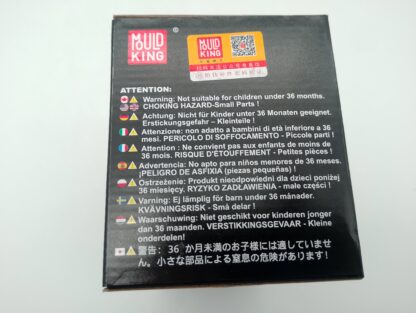 MOULD
KING
®
MOULD
KING
ATTENTION:
Warning: Not suitable for children under 36 months.
CHOKING HAZARD-Small Parts !
Achtung: Nicht für Kinder unter 36 Monaten geeignet.
Erstickungsgefahr – Kleinteile !
Attenzione: non adatto a bambini di età inferiore a 36
mesi. PERICOLO DI SOFFOCAMENTO - Piccole parti !
Attention : Ne convient pas aux enfants de moins de
36 mois. RISQUE D'ÉTOUFFEMENT - Petites pièces !
Advertencia: No apto para niños menores de 36 meses.
¡PELIGRO DE ASFIXIA (piezas pequeñas) !
Ostrzeżenie: Produkt nieodpowiedni dla dzieci poniżej
36 miesięcy. RYZYKO ZADŁAWIENIA - małe części !
Varning: Ej lämplig för barn under 36 månader.
KVÄVNINGSRISK - Små delar !
Waarschuwing: Niet geschikt voor kinderen jonger
dan 36 maanden. VERSTIKKINGSGEVAAR - Kleine
onderdelen!
警告: 36 か月未満のお子様には適していませ
ん。小さな部品による窒息の危険があります!